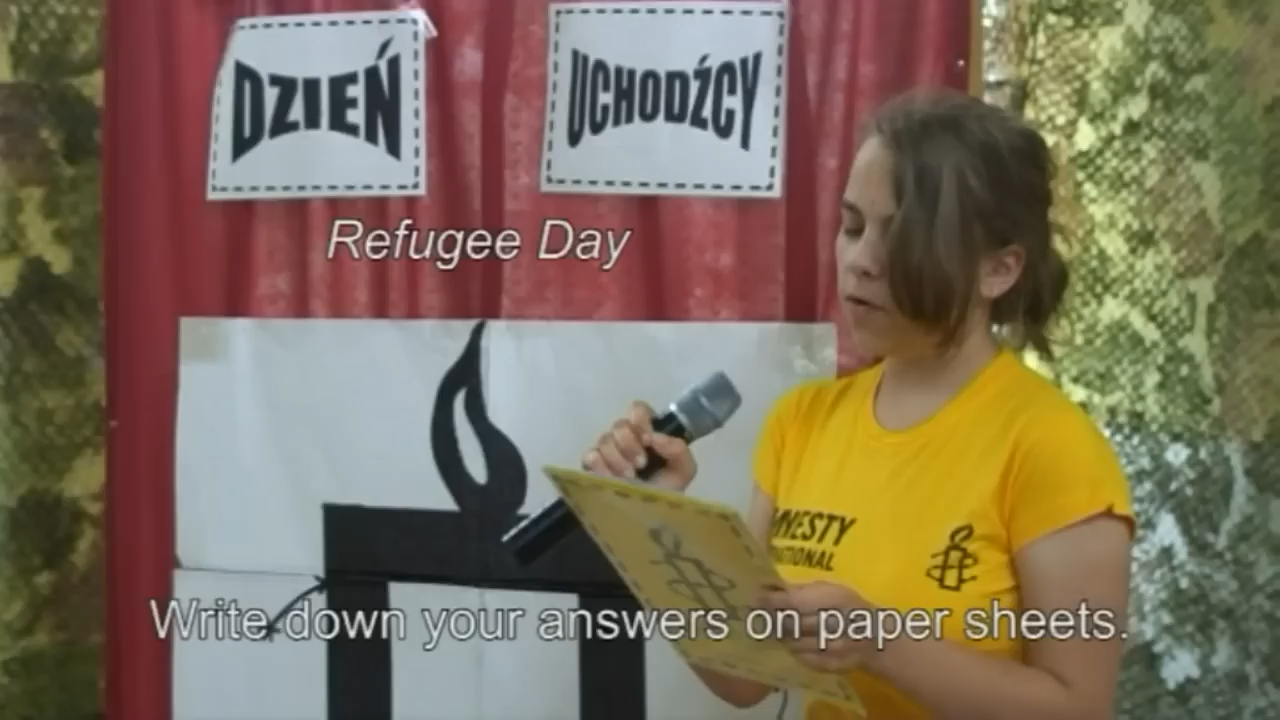 DZIEŃ
UCHODŹCY
Refugee Day
Write down your answers on paper sheets.